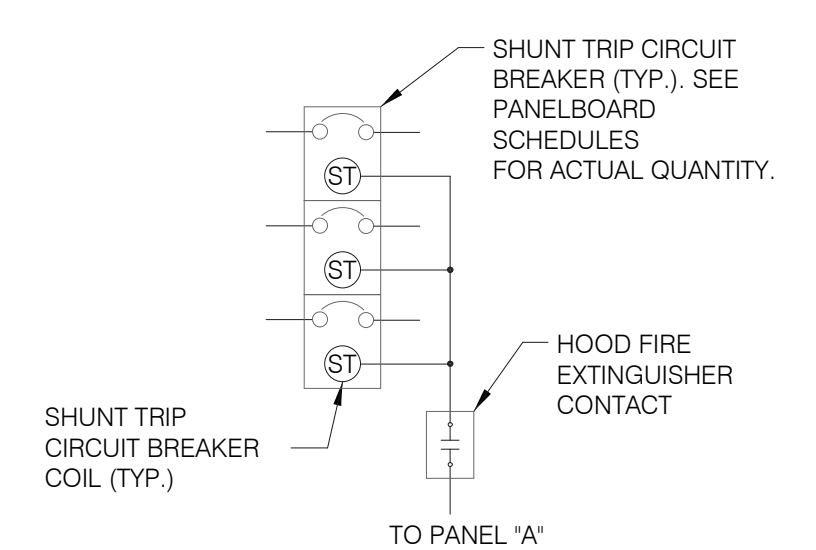 SHUNT TRIP CIRCUIT
BREAKER (TYP.). SEE
PANELBOARD
SCHEDULES
FOR ACTUAL QUANTITY.
ST
ST
ST
HOOD FIRE
EXTINGUISHER
CONTACT
SHUNT TRIP
CIRCUIT BREAKER
COIL (TYP.)
TO PANEL "A"